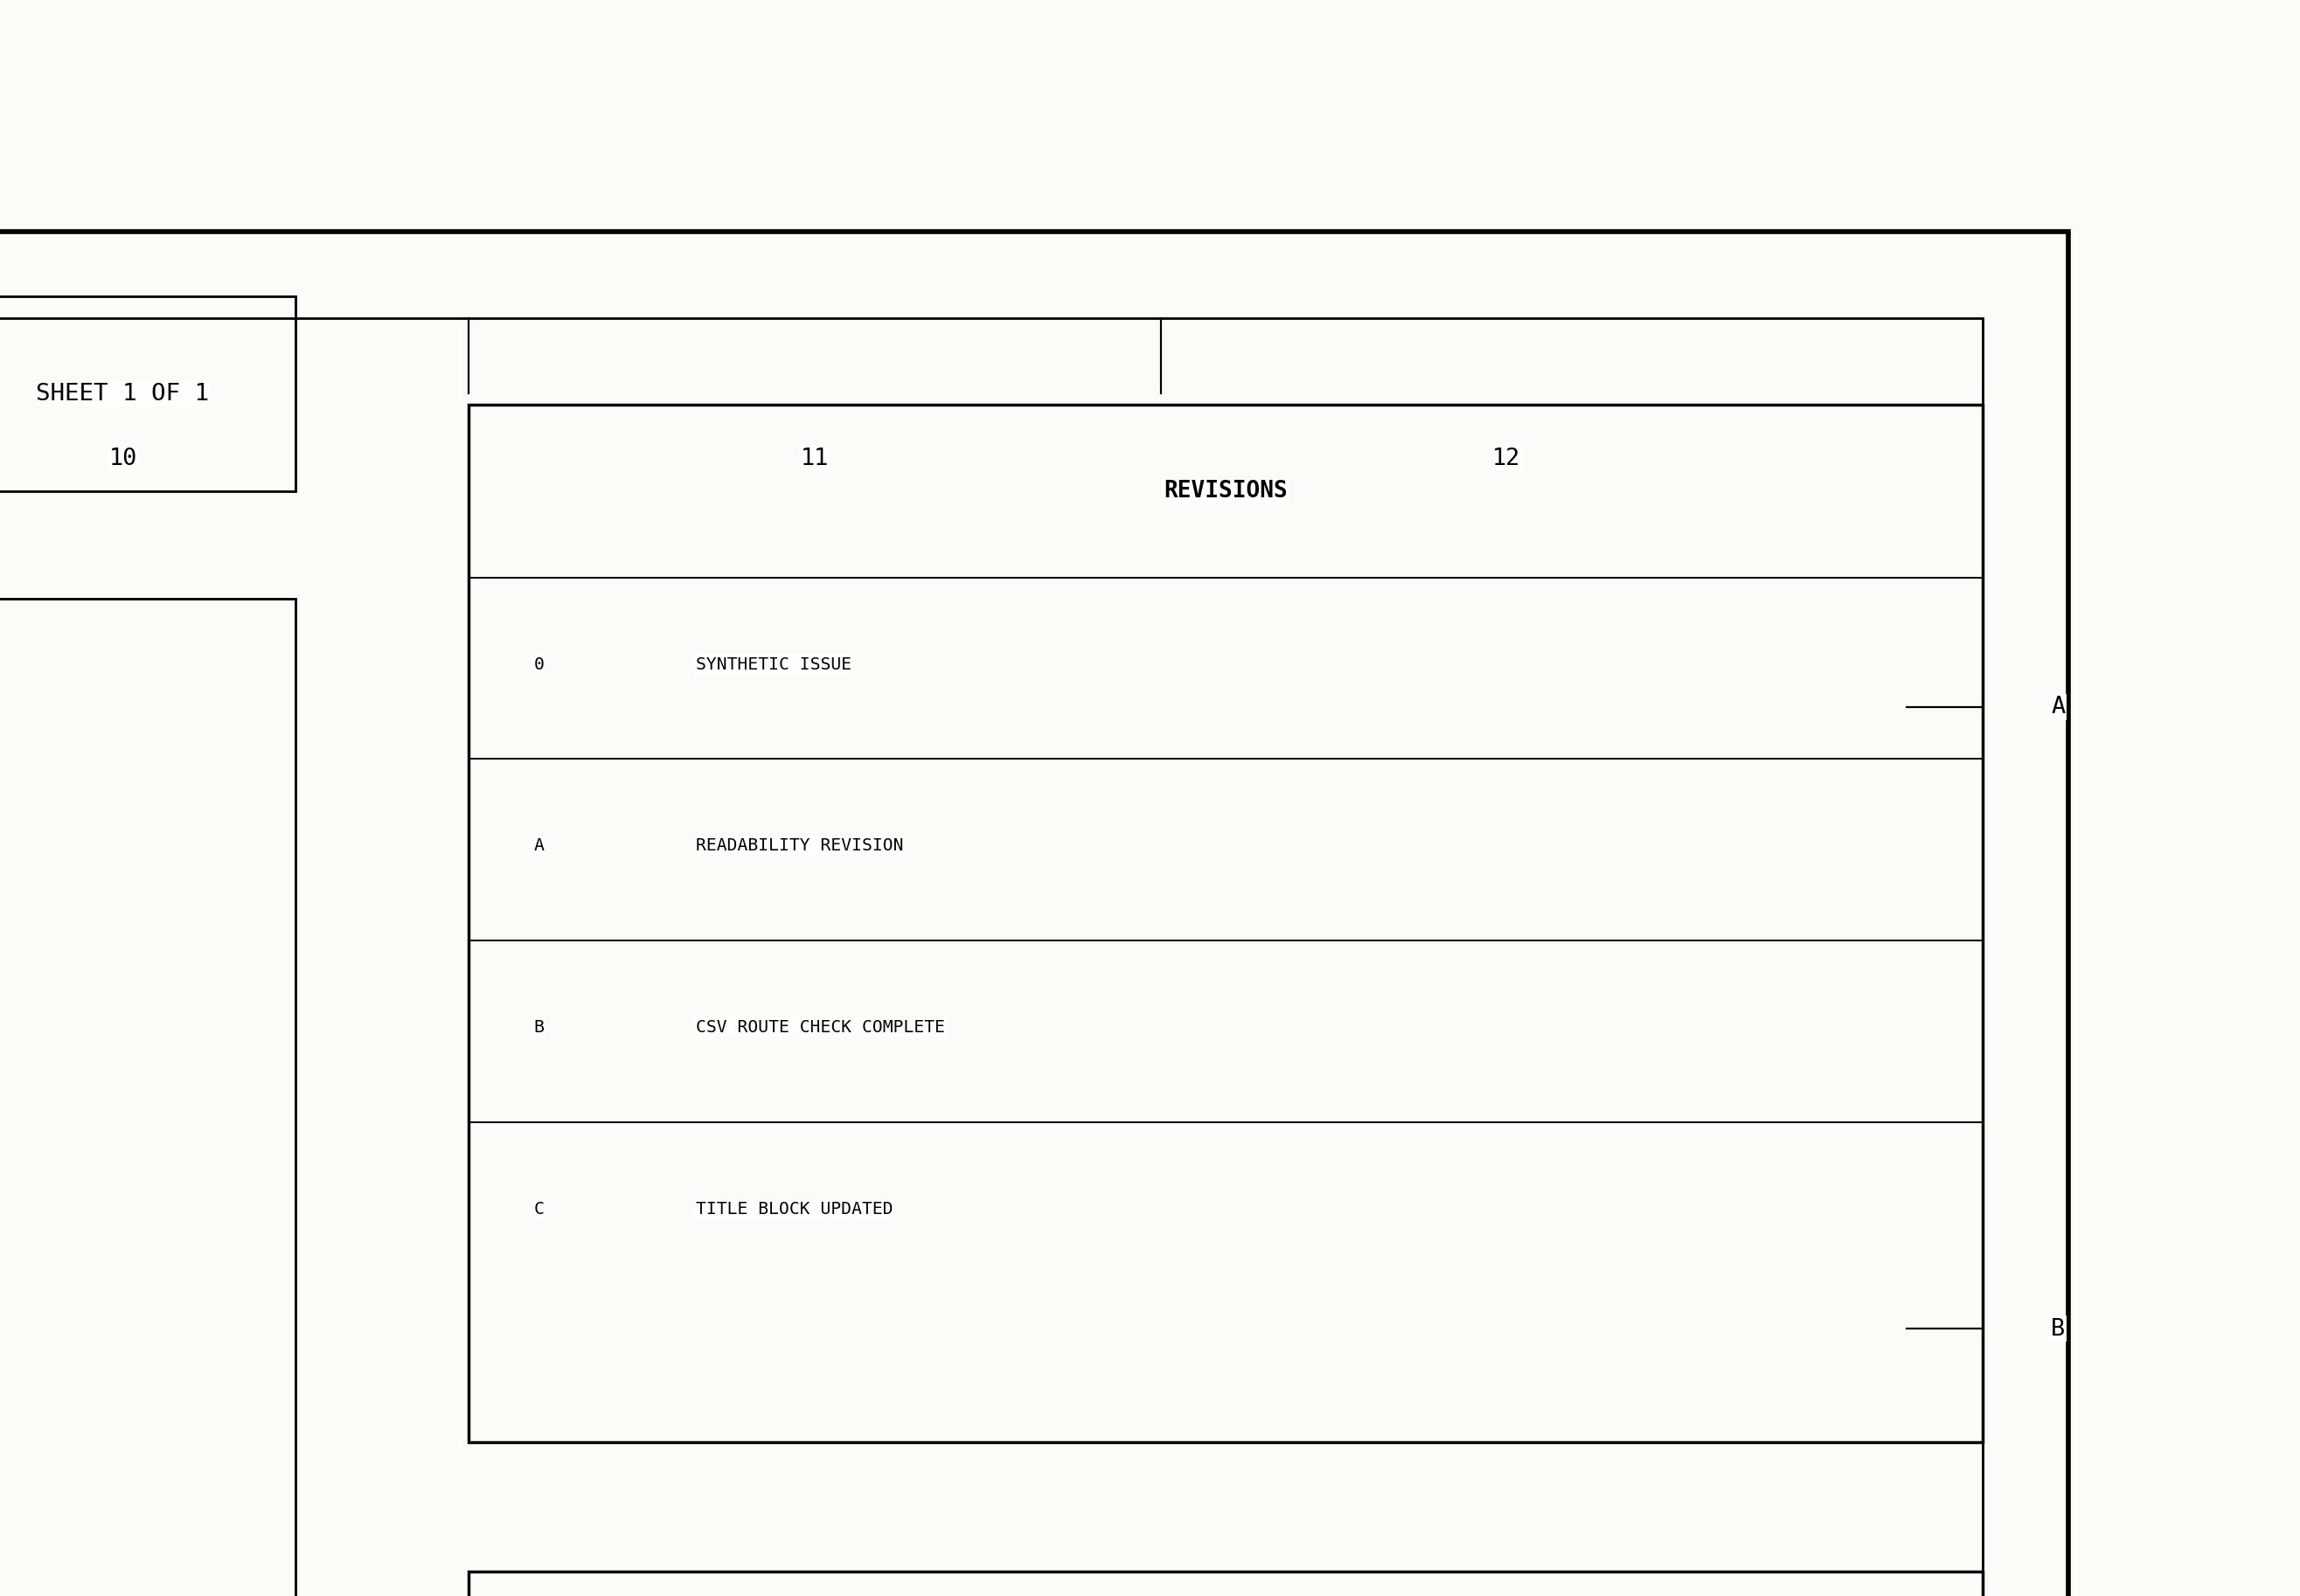 SHEET 1 OF 1
10
11
12
REVISIONS
0 SYNTHETIC ISSUE
A
A READABILITY REVISION
B CSV ROUTE CHECK COMPLETE
C TITLE BLOCK UPDATED
B